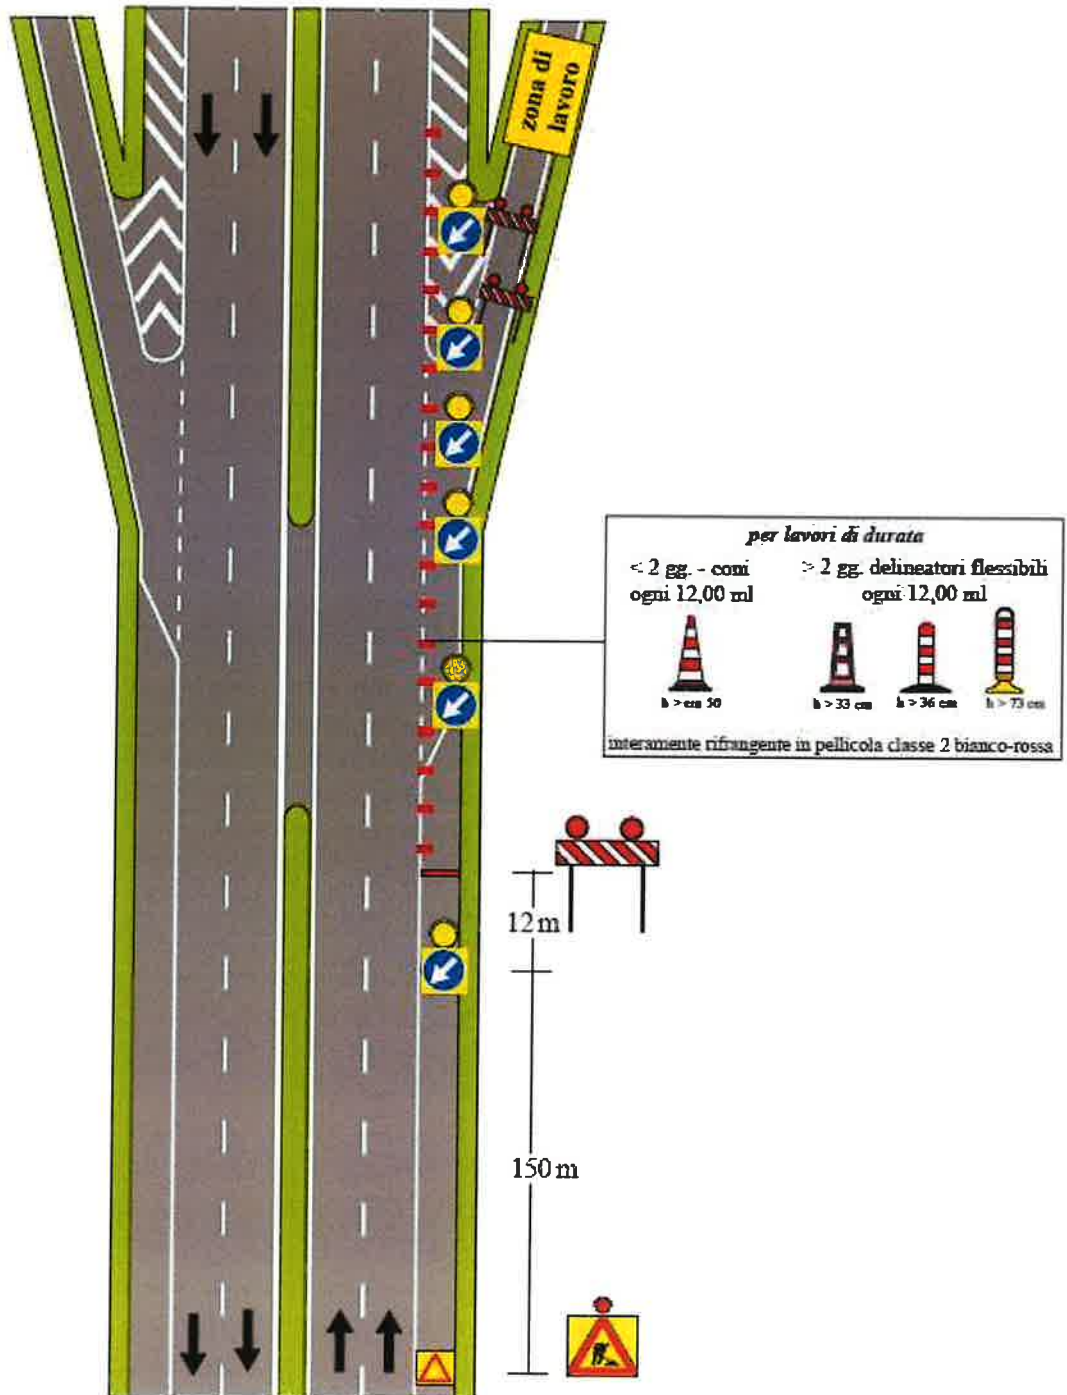 zona di
lavoro
per lavori di durata
< 2 gg. - coni
ogni 12,00 ml
> 2 gg. delineatori flessibili
ogni 12,00 ml
h > cm 50
h > 33 cm
h > 36 cm
h > 73 cm
interamente rifrangente in pellicola classe 2 bianco-rossa
12 m
150 m